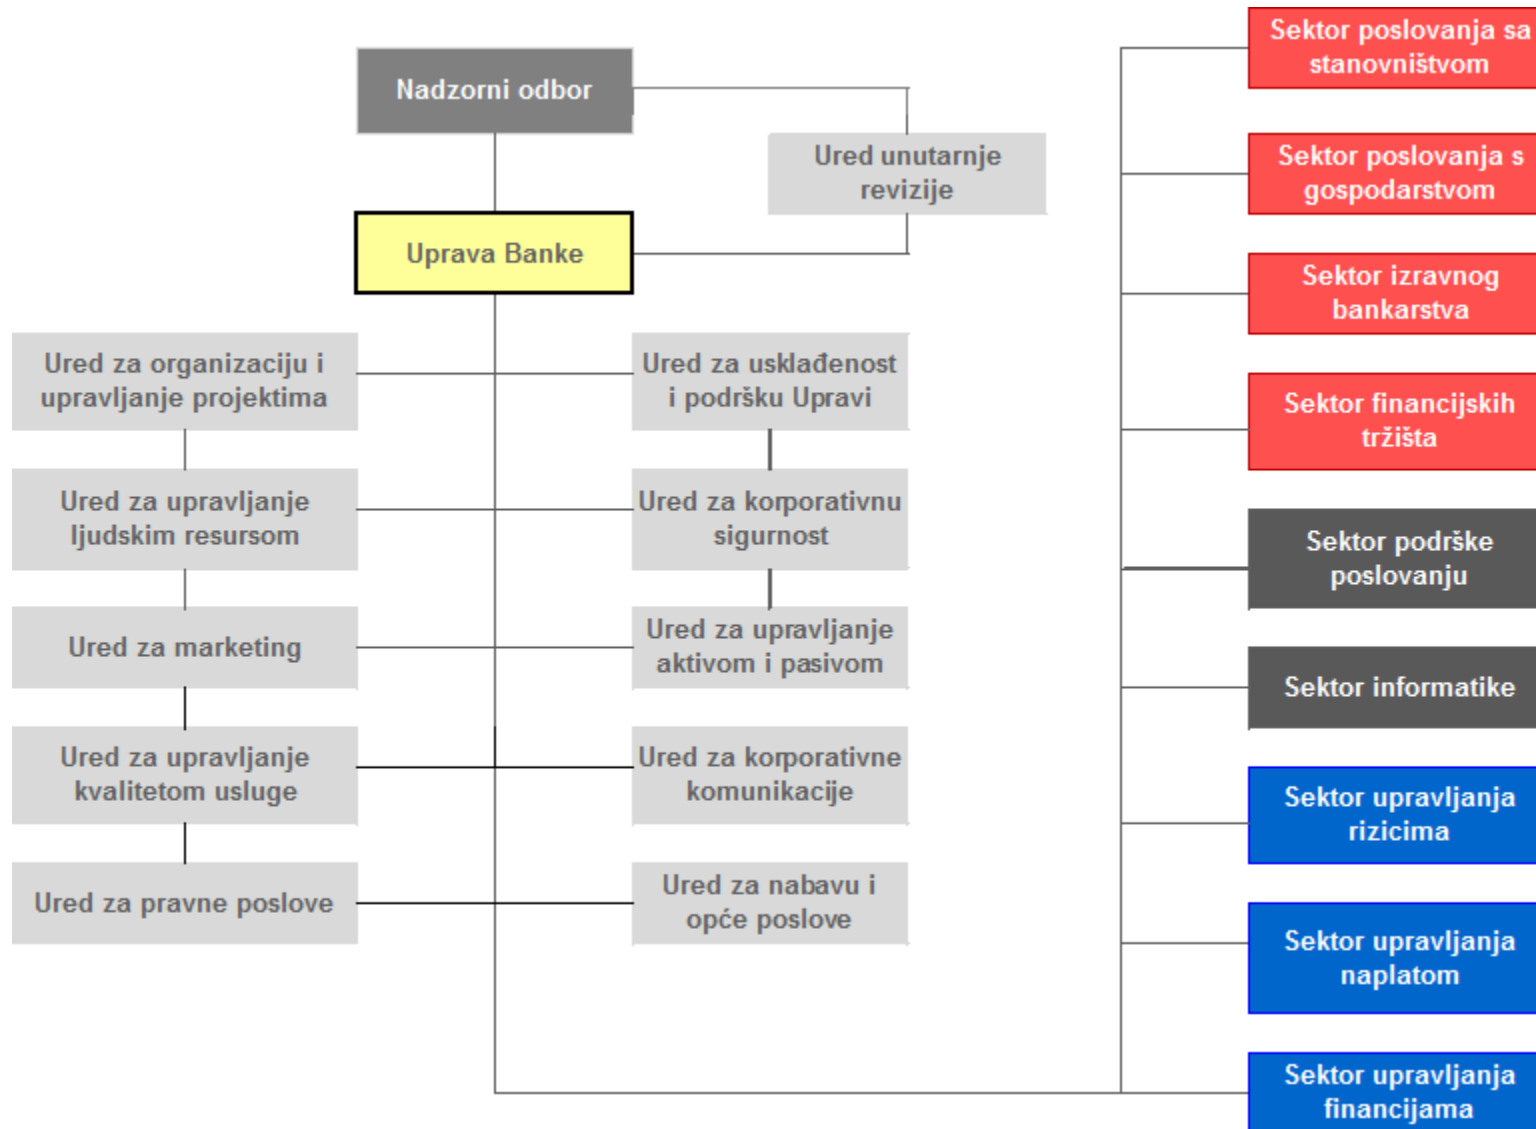 Nadzorni odbor
Ured unutarnje
revizije
Uprava Banke
Ured za organizaciju i
upravljanje projektima
Ured za usklađenost
i podršku Upravi
Ured za upravljanje
ljudskim resursom
Ured za korporativnu
sigurnost
Ured za marketing
Ured za upravljanje
aktivom i pasivom
Ured za upravljanje
kvalitetom usluge
Ured za korporativne
komunikacije
Ured za pravne poslove
Ured za nabavu i
opće poslove
Sektor poslovanja sa
stanovništvom
Sektor poslovanja s
gospodarstvom
Sektor izravnog
bankarstva
Sektor financijskih
tržišta
Sektor podrške
poslovanju
Sektor informatike
Sektor upravljanja
rizicima
Sektor upravljanja
naplatom
Sektor upravljanja
financijama